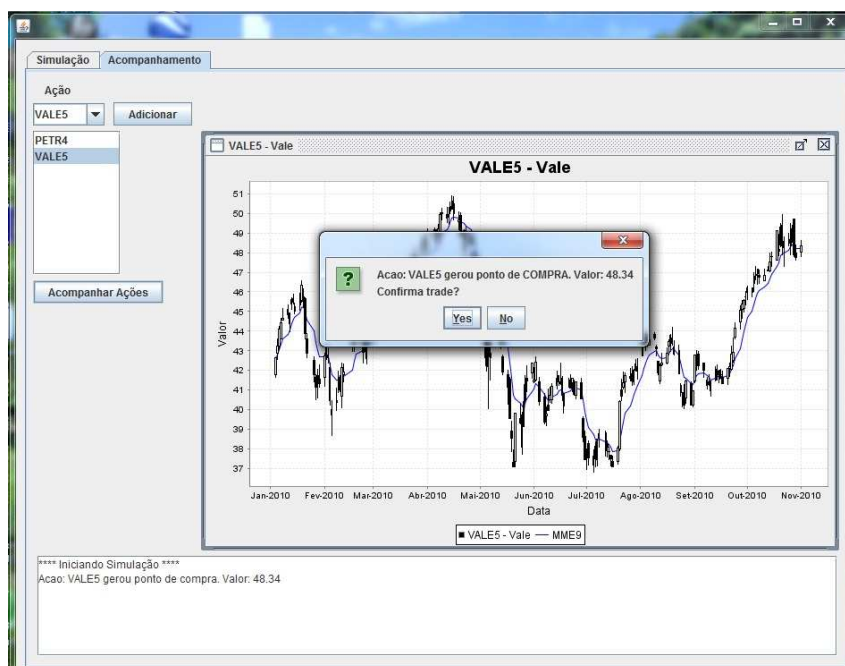 Simulação
Acompanhamento
Ação
VALE5
Adicionar
PETR4
VALE5
Acompanhar Ações
VALE5 - Vale
VALE5 - Vale
Valor
51
50
49
48
47
46
45
44
43
42
41
40
39
38
37
Acao: VALE5 gerou ponto de COMPRA. Valor: 48.34
Confirma trade?
Yes
No
Jan-2010 Fev-2010 Mar-2010 Abr-2010 Mai-2010 Jun-2010 Jul-2010 Ago-2010 Set-2010 Out-2010 Nov-2010
Data
VALE5 - Vale MME9
**** Iniciando Simulação ****
Acao: VALE5 gerou ponto de compra. Valor: 48.34